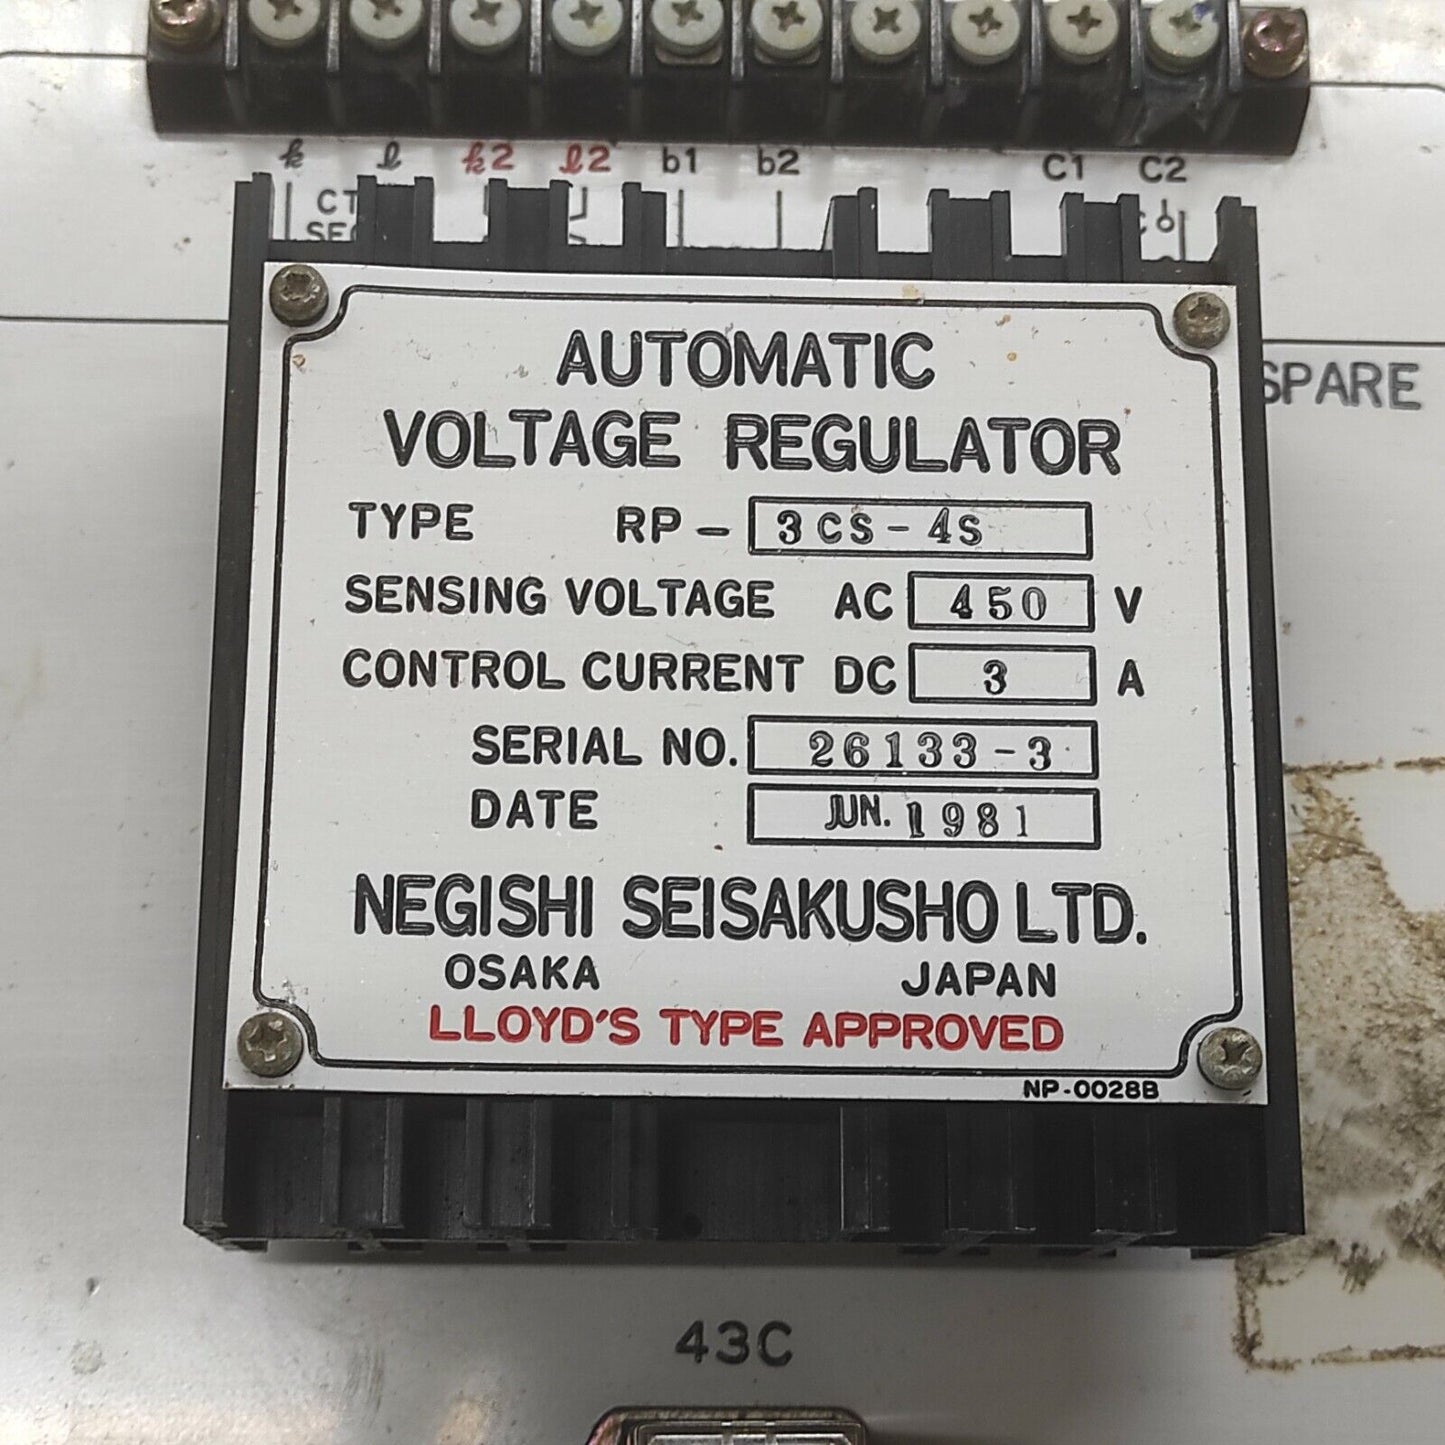 k l k2 l2 b1 b2 C1 C2
CT
SEC
SPARE
AUTOMATIC
VOLTAGE REGULATOR
TYPE RP - 3CS-4S
SENSING VOLTAGE AC 450 V
CONTROL CURRENT DC 3 A
SERIAL NO. 26133-3
DATE JUN. 1981
NEGISHI SEISAKUSHO LTD.
OSAKA JAPAN
LLOYD'S TYPE APPROVED
NP-0028B
43C